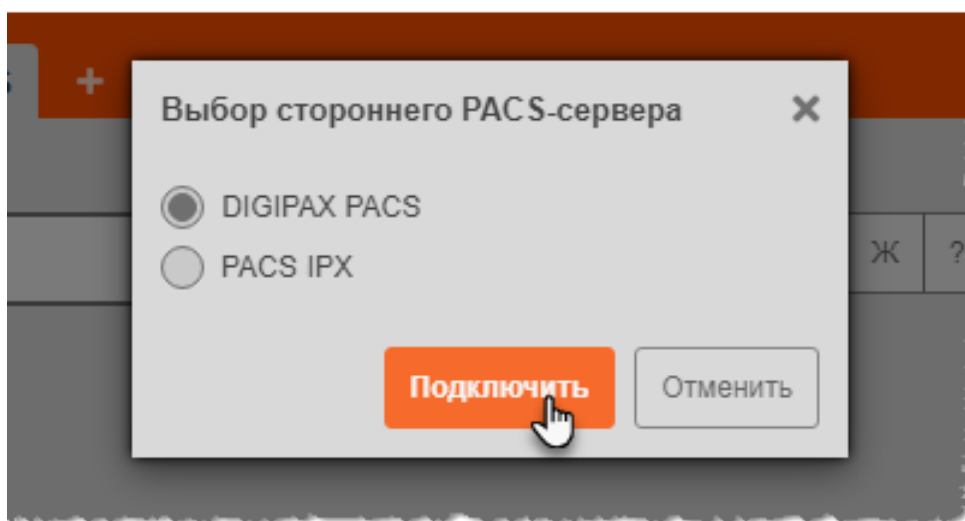 +
Выбор стороннего PACS-сервера
DIGIPAX PACS
PACS IPX
Ж ?
Подключить Отменить